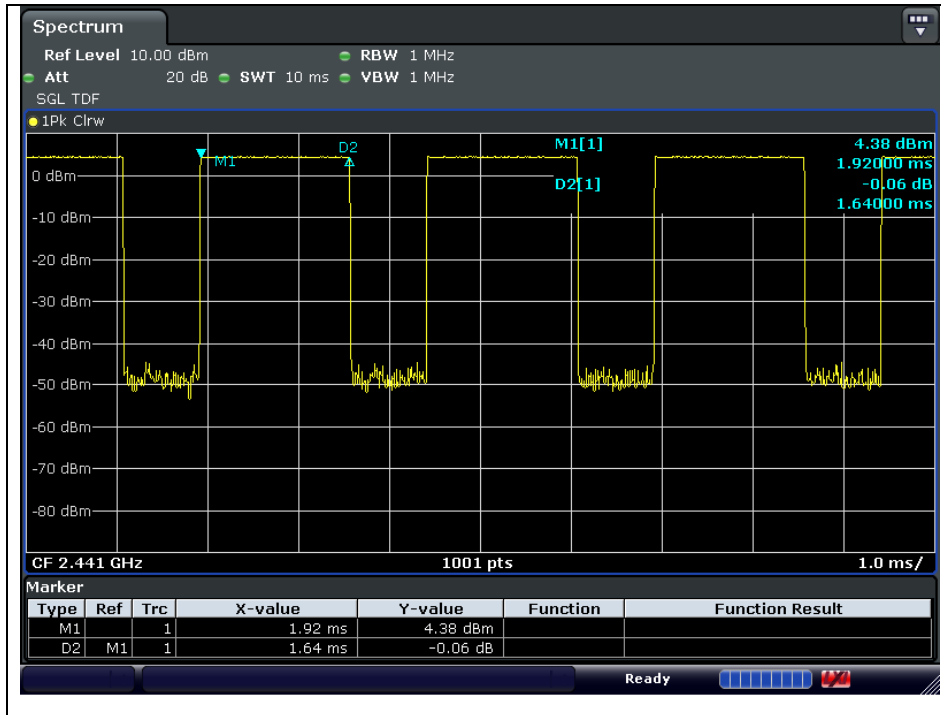 Spectrum
Ref Level 10.00 dBm RBW 1 MHz
Att 20 dB SWT 10 ms VBW 1 MHz
SGL TDF
1Pk Clrw
M1[1] 4.38 dBm
1.92000 ms
D2[1] -0.06 dB
1.64000 ms
M1
D2
0 dBm
-10 dBm
-20 dBm
-30 dBm
-40 dBm
-50 dBm
-60 dBm
-70 dBm
-80 dBm
CF 2.441 GHz 1001 pts 1.0 ms/
Marker
Type Ref Trc X-value Y-value Function Function Result
M1 1 1.92 ms 4.38 dBm
D2 M1 1 1.64 ms -0.06 dB
Ready